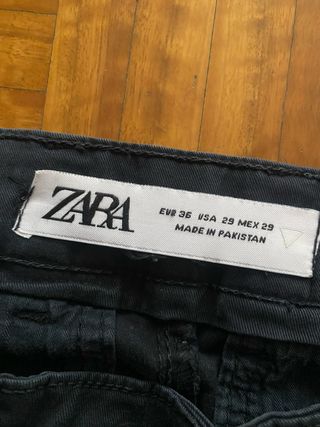 ZARA
EUR 36 USA 29 MEX 29
MADE IN PAKISTAN